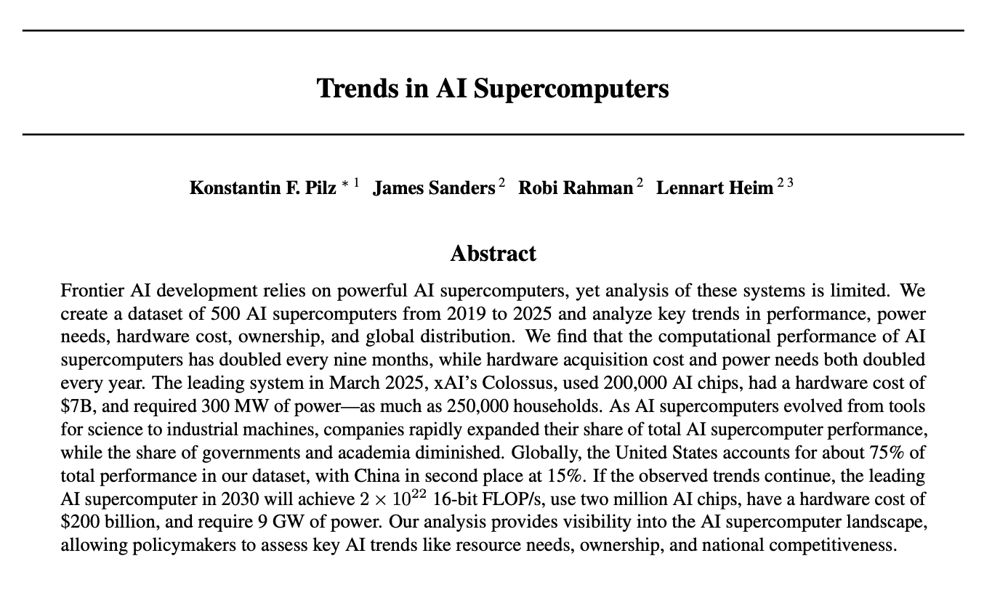 Trends in AI Supercomputers
Konstantin F. Pilz * 1 James Sanders 2 Robi Rahman 2 Lennart Heim 2 3
Abstract
Frontier AI development relies on powerful AI supercomputers, yet analysis of these systems is limited. We
create a dataset of 500 AI supercomputers from 2019 to 2025 and analyze key trends in performance, power
needs, hardware cost, ownership, and global distribution. We find that the computational performance of AI
supercomputers has doubled every nine months, while hardware acquisition cost and power needs both doubled
every year. The leading system in March 2025, xAI’s Colossus, used 200,000 AI chips, had a hardware cost of
$7B, and required 300 MW of power—as much as 250,000 households. As AI supercomputers evolved from tools
for science to industrial machines, companies rapidly expanded their share of total AI supercomputer performance,
while the share of governments and academia diminished. Globally, the United States accounts for about 75% of
total performance in our dataset, with China in second place at 15%. If the observed trends continue, the leading
AI supercomputer in 2030 will achieve 2 × 10²² 16-bit FLOP/s, use two million AI chips, have a hardware cost of
$200 billion, and require 9 GW of power. Our analysis provides visibility into the AI supercomputer landscape,
allowing policymakers to assess key AI trends like resource needs, ownership, and national competitiveness.